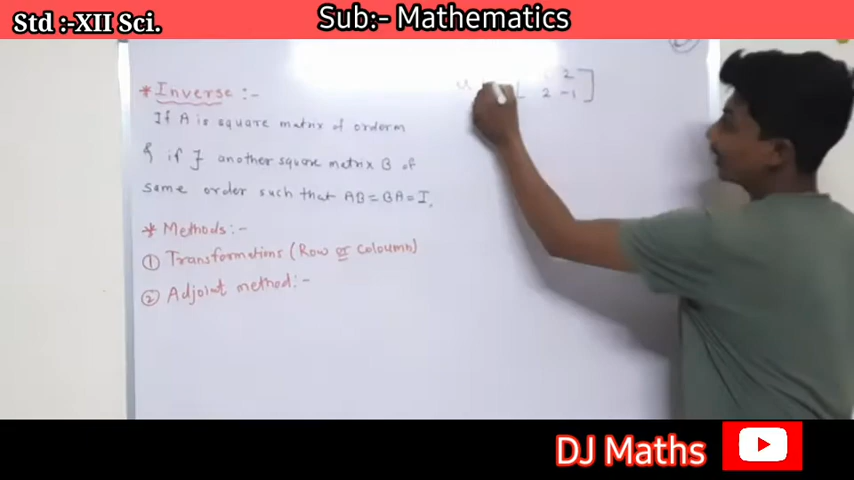 Std :-XII Sci.
Sub:- Mathematics
* Inverse :-
If A is square matrix of orderm
& if ∃ another square matrix B of
same order such that AB=BA=I.
* Methods:-
① Transformations (Row or Coloumn)
② Adjoint method:-
2
2 -1
DJ Maths